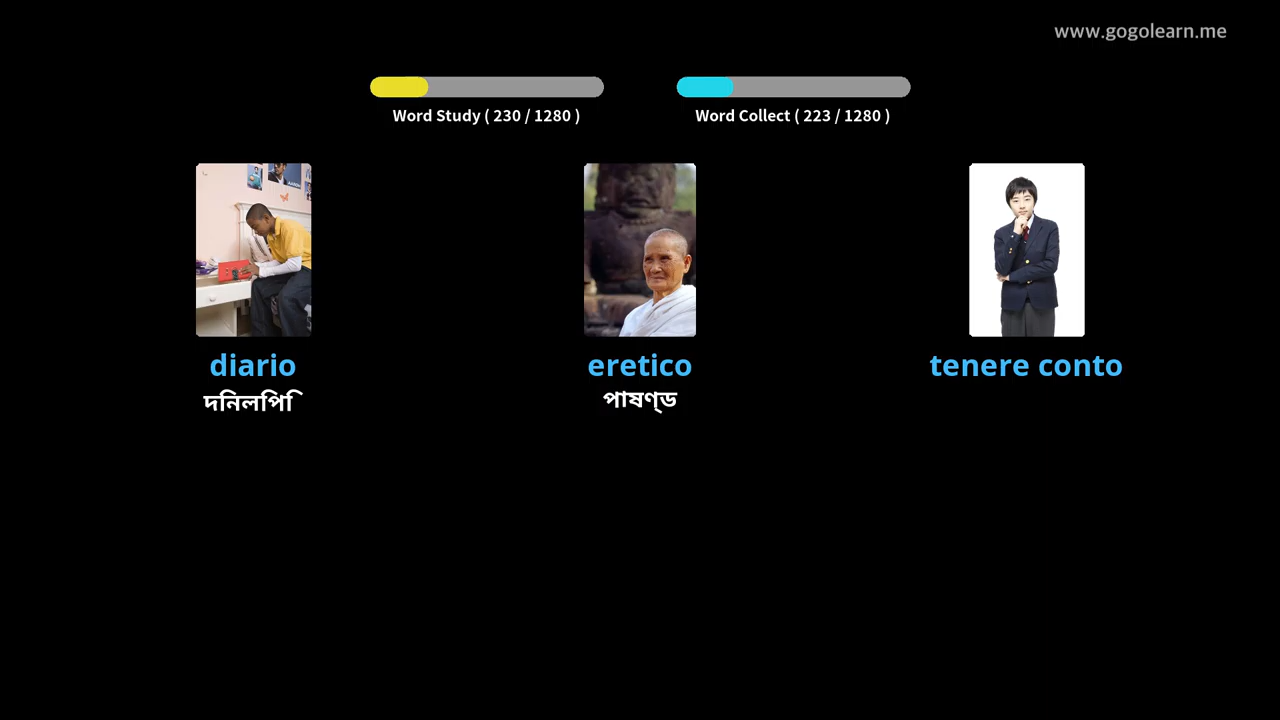 www.gogolearn.me
Word Study ( 230 / 1280 )
Word Collect ( 223 / 1280 )
diario
eretico
tenere conto
দিনলিপি
পাষণ্ড